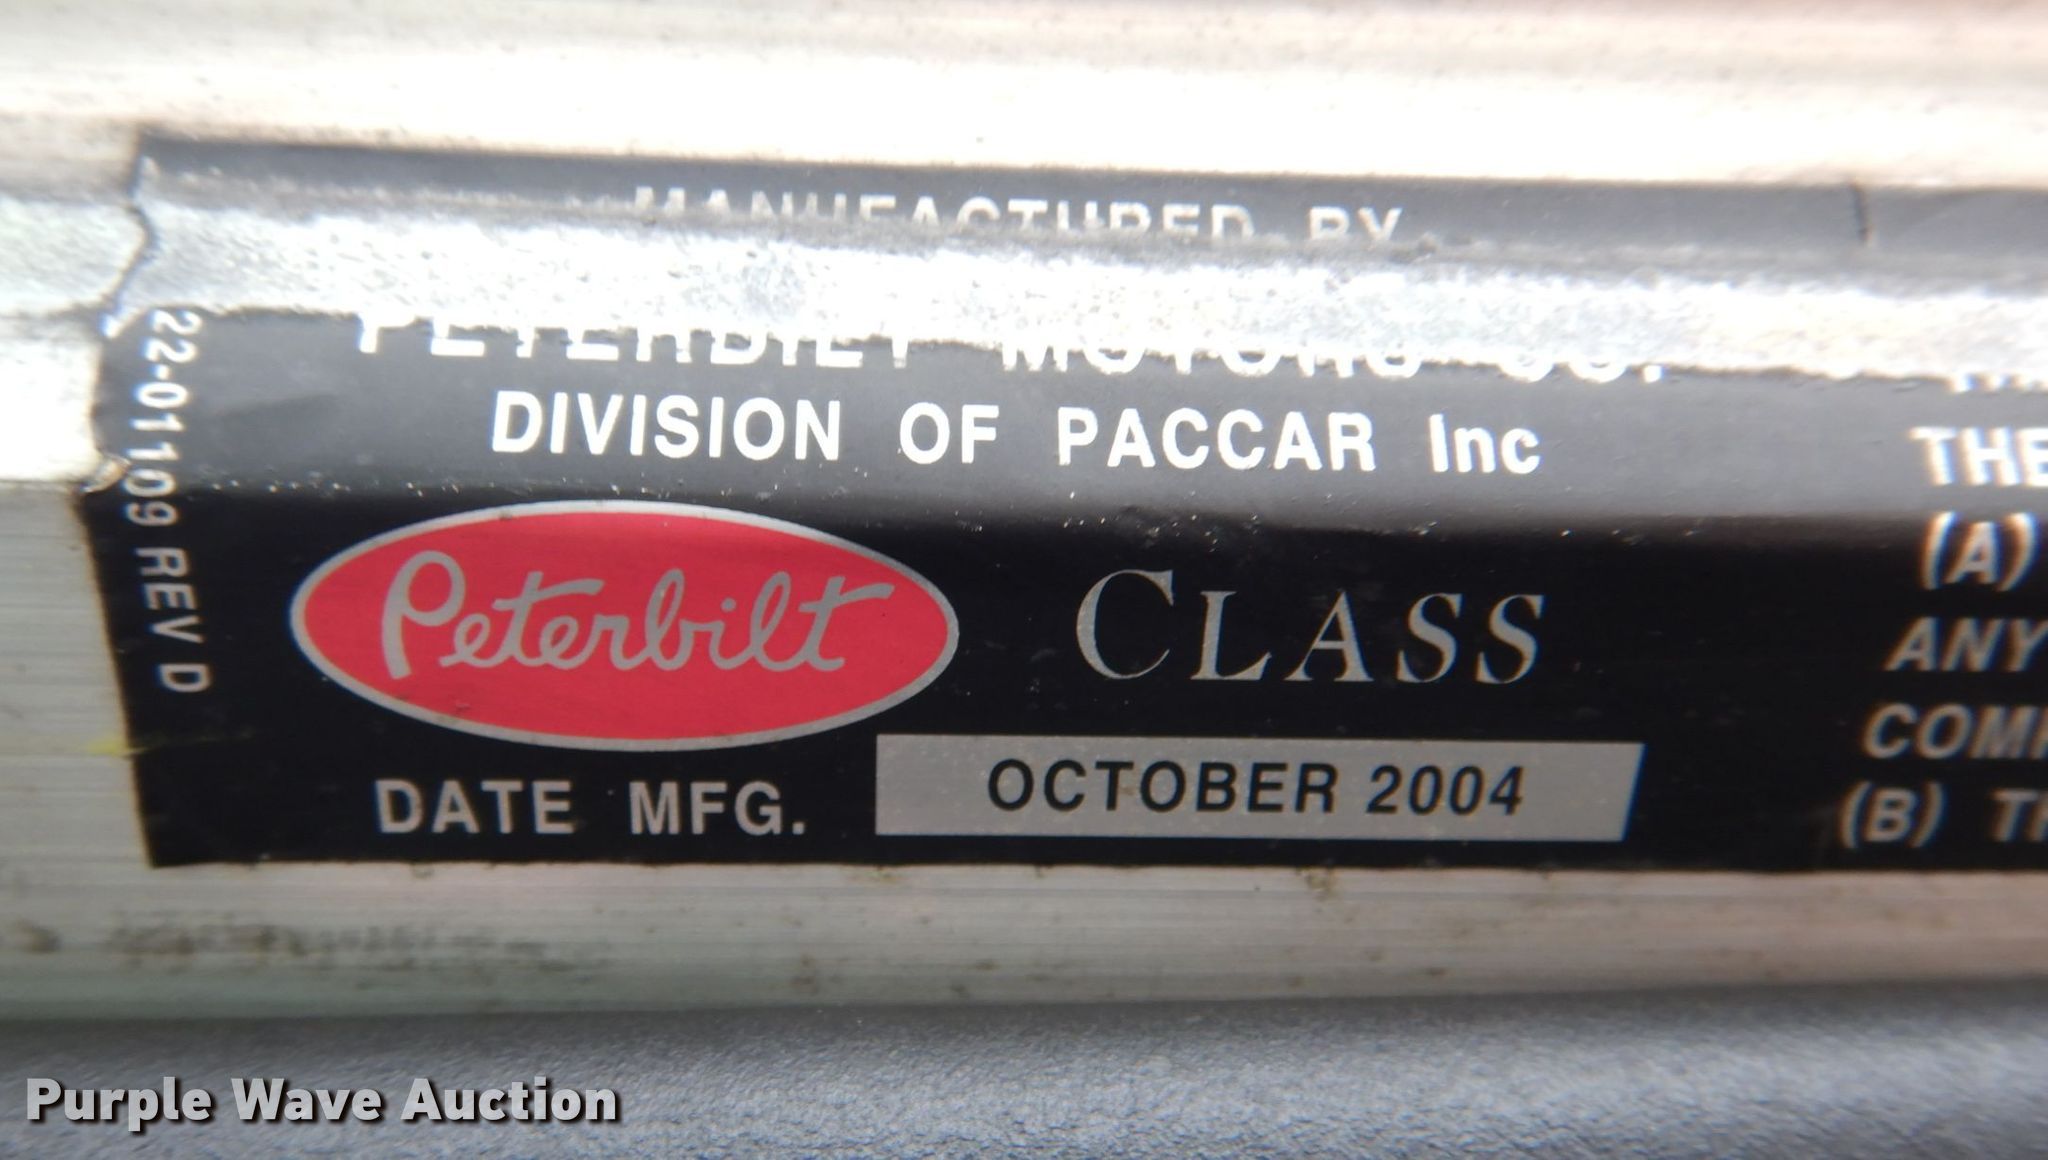 MANUFACTURED BY
PETERBILT MOTORS CO.
DIVISION OF PACCAR Inc
Peterbilt CLASS
DATE MFG. OCTOBER 2004
22-01109 REV D
THE
(A)
ANY
(B)
Purple Wave Auction